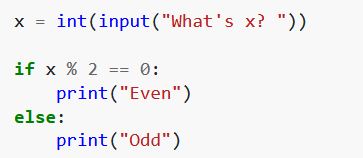 x = int(input("What's x? "))

if x % 2 == 0:
    print("Even")
else:
    print("Odd")